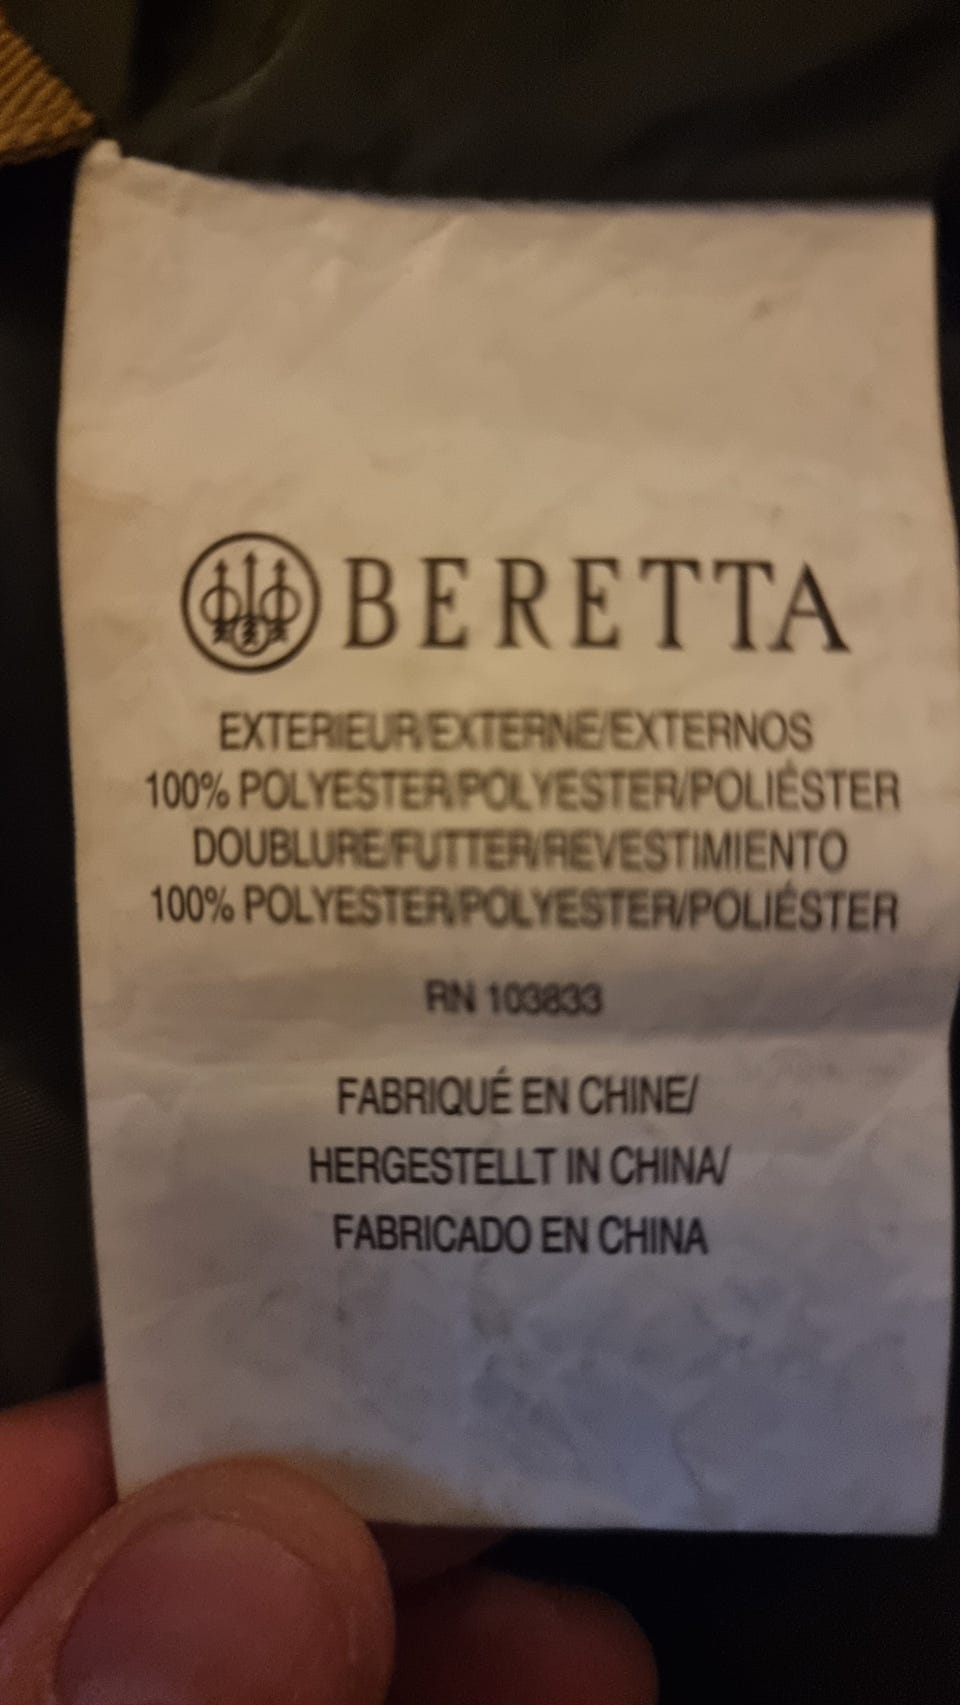 BERETTA
EXTERIEUR/EXTERNE/EXTERNOS
100% POLYESTER/POLYESTER/POLIÉSTER
DOUBLURE/FUTTER/REVESTIMIENTO
100% POLYESTER/POLYESTER/POLIÉSTER
RN 103833
FABRIQUÉ EN CHINE/
HERGESTELLT IN CHINA/
FABRICADO EN CHINA